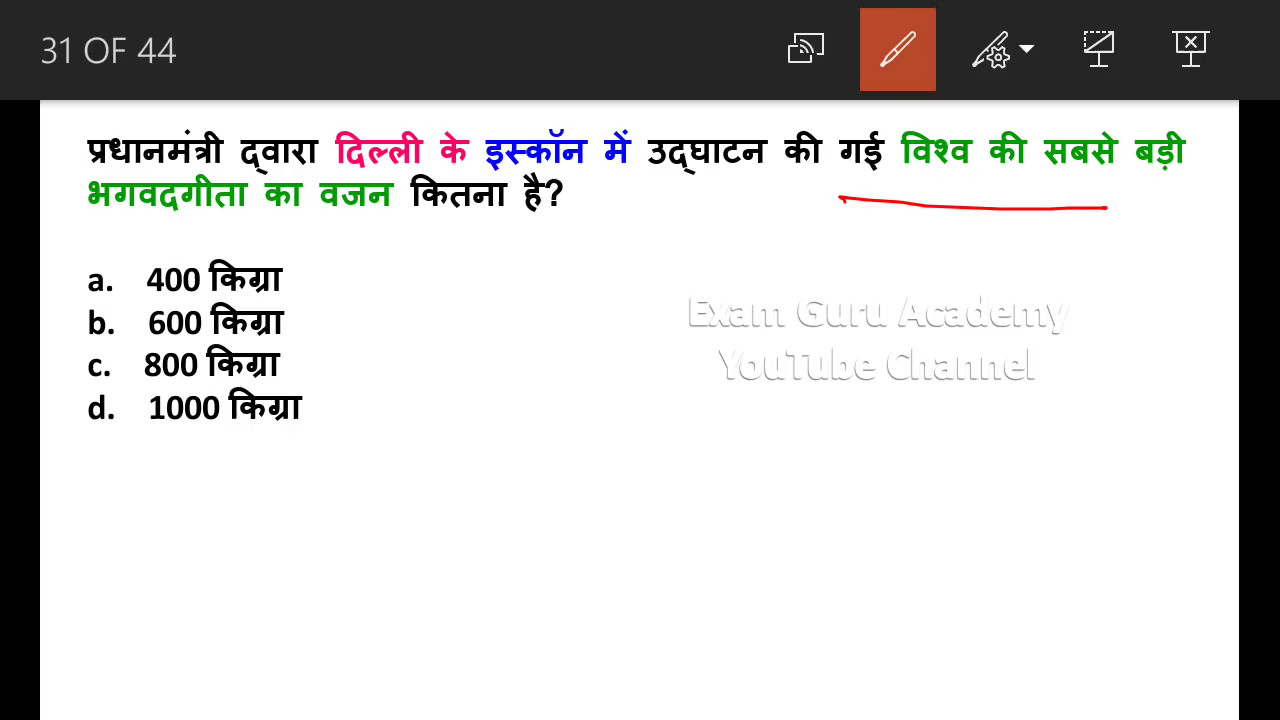 31 OF 44
प्रधानमंत्री द्वारा दिल्ली के इस्कॉन में उद्घाटन की गई विश्व की सबसे बड़ी
भगवदगीता का वजन कितना है?
a. 400 किग्रा
b. 600 किग्रा
c. 800 किग्रा
d. 1000 किग्रा
Exam Guru Academy
YouTube Channel